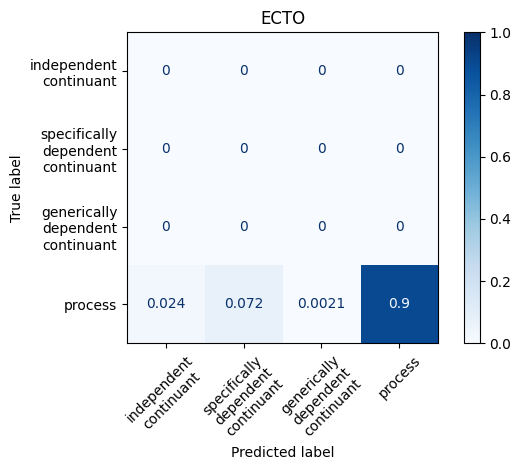 ECTO
True label
independent
continuant
0 0 0 0
specifically
dependent
continuant
0 0 0 0
generically
dependent
continuant
0 0 0 0
process
0.024 0.072 0.0021 0.9
independent
continuant
specifically
dependent
continuant
generically
dependent
continuant
process
Predicted label
1.0
0.8
0.6
0.4
0.2
0.0